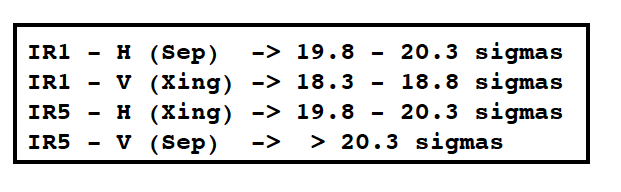 IR1 - H (Sep) -> 19.8 - 20.3 sigmas
IR1 - V (Xing) -> 18.3 - 18.8 sigmas
IR5 - H (Xing) -> 19.8 - 20.3 sigmas
IR5 - V (Sep) -> > 20.3 sigmas